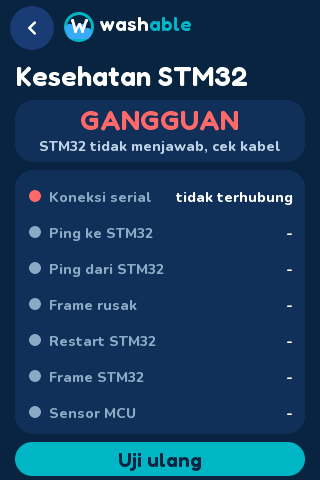 washable
Kesehatan STM32
GANGGUAN
STM32 tidak menjawab, cek kabel
Koneksi serial tidak terhubung
Ping ke STM32 -
Ping dari STM32 -
Frame rusak -
Restart STM32 -
Frame STM32 -
Sensor MCU -
Uji ulang